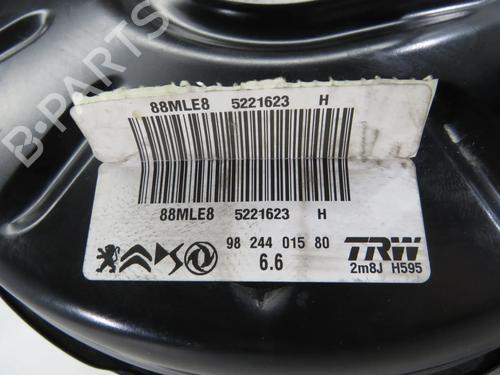 B-PARTS
88MLE8 5221623 H
88MLE8 5221623 H
98 244 015 80
6.6
TRW
2m8J H595